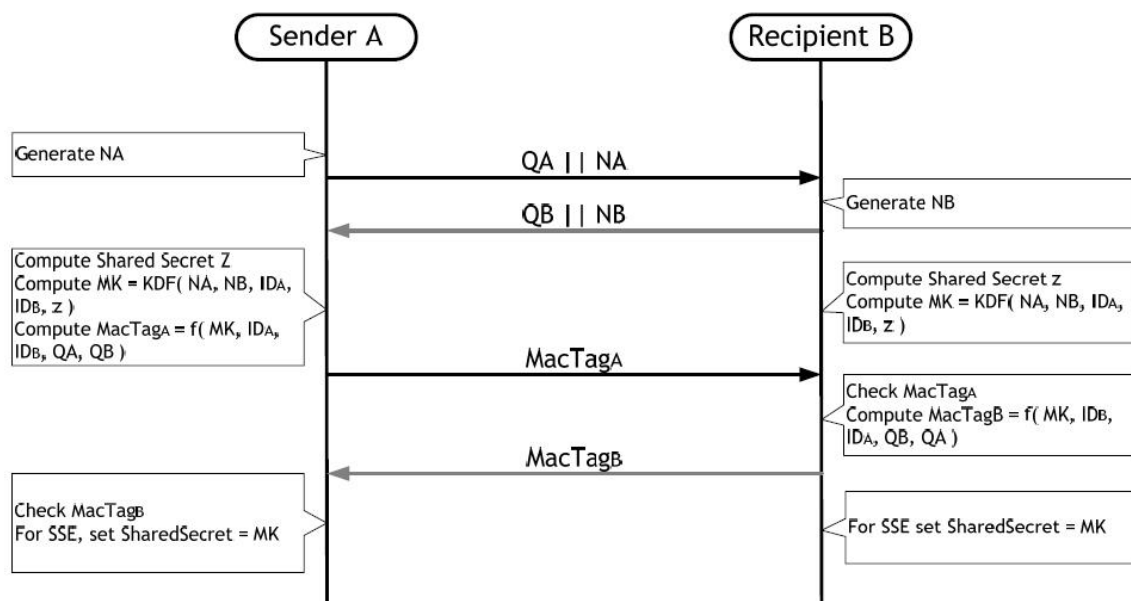 Sender A
Recipient B
Generate NA
QA || NA
Generate NB
QB || NB
Compute Shared Secret Z
Compute MK = KDF( NA, NB, IDA,
IDB, z )
Compute MacTagA = f( MK, IDA,
IDB, QA, QB )
Compute Shared Secret z
Compute MK = KDF( NA, NB, IDA,
IDB, z )
MacTagA
Check MacTagA
Compute MacTagB = f( MK, IDB,
IDA, QB, QA )
MacTagB
Check MacTagB
For SSE, set SharedSecret = MK
For SSE set SharedSecret = MK